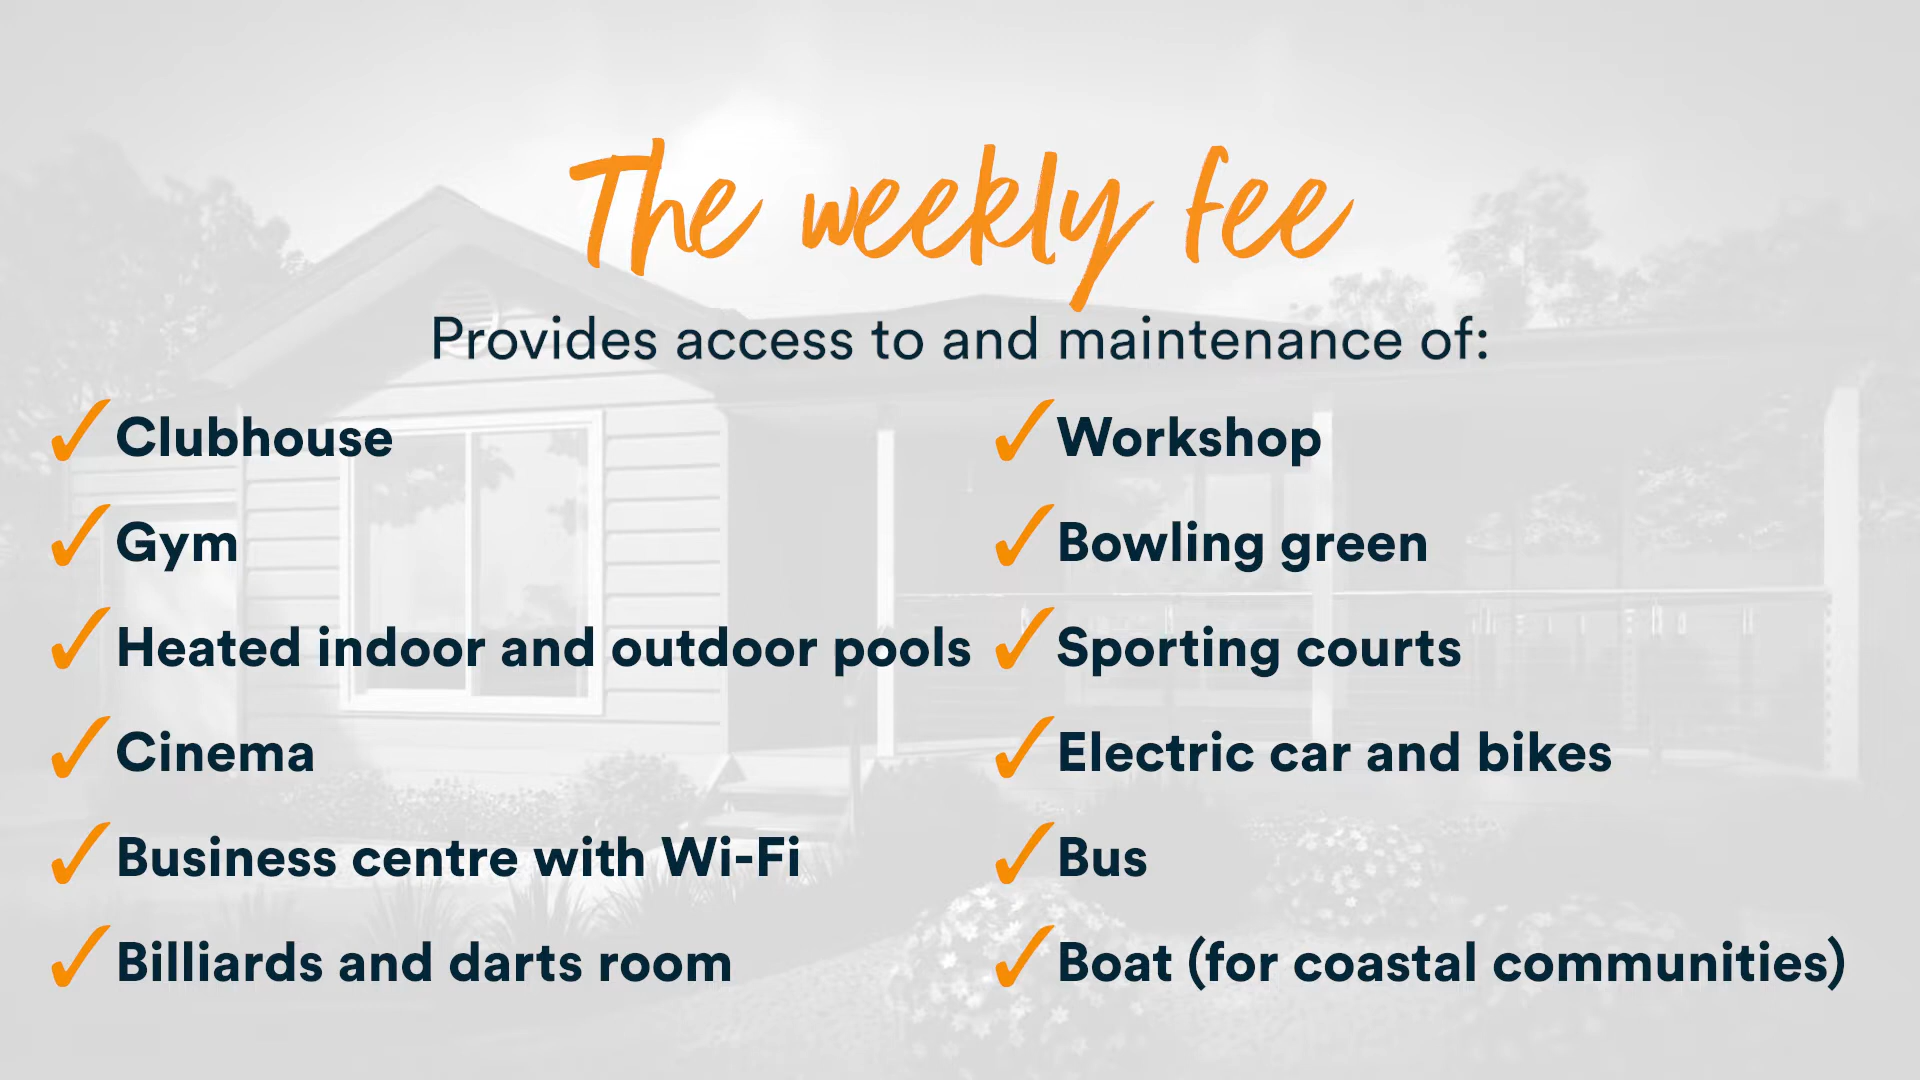 The weekly fee
Provides access to and maintenance of:
Clubhouse
Gym
Heated indoor and outdoor pools
Cinema
Business centre with Wi-Fi
Billiards and darts room
Workshop
Bowling green
Sporting courts
Electric car and bikes
Bus
Boat (for coastal communities)